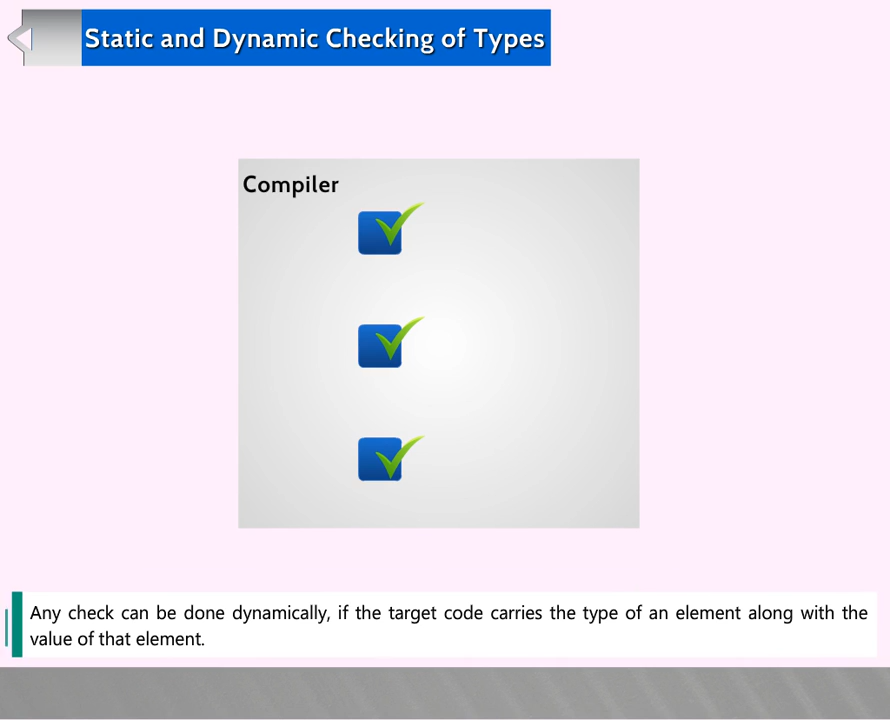 Static and Dynamic Checking of Types
Compiler
Any check can be done dynamically, if the target code carries the type of an element along with the
value of that element.